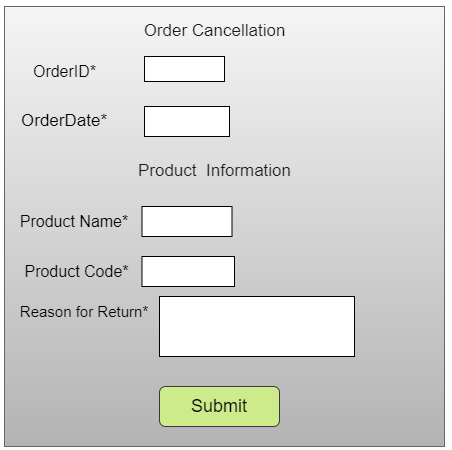 Order Cancellation
OrderID*
OrderDate*
Product Information
Product Name*
Product Code*
Reason for Return*
Submit